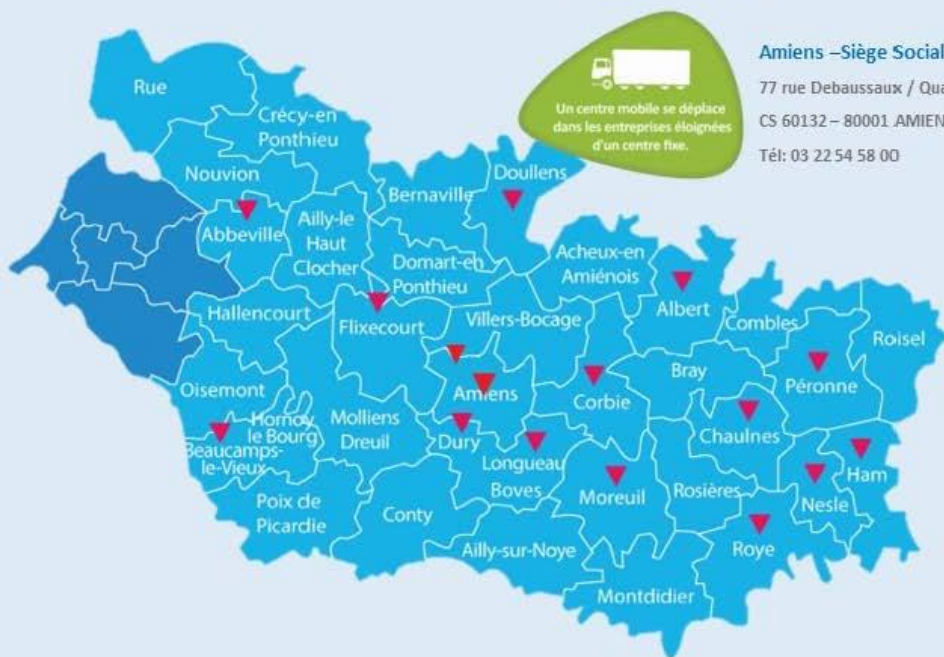 Amiens –Siège Social
77 rue Debaussaux / Qua
CS 60132 – 80001 AMIEN
Tél: 03 22 54 58 00
Un centre mobile se déplace
dans les entreprises éloignées
d'un centre fixe.
Rue
Crécy-en
Ponthieu
Nouvion
Bernaville
Doullens
Abbeville
Ailly-le
Haut
Clocher
Domart-en
Ponthieu
Acheux-en
Amiénois
Albert
Hallencourt
Flixecourt
Villers-Bocage
Combles
Roisel
Oisemont
Amiens
Corbie
Bray
Péronne
Hornoy
le Bourg
Molliens
Dreuil
Dury
Chaulnes
Beaucamps-
le-Vieux
Longueau
Boves
Moreuil
Rosières
Nesle
Ham
Poix de
Picardie
Conty
Ailly-sur-Noye
Roye
Montdidier